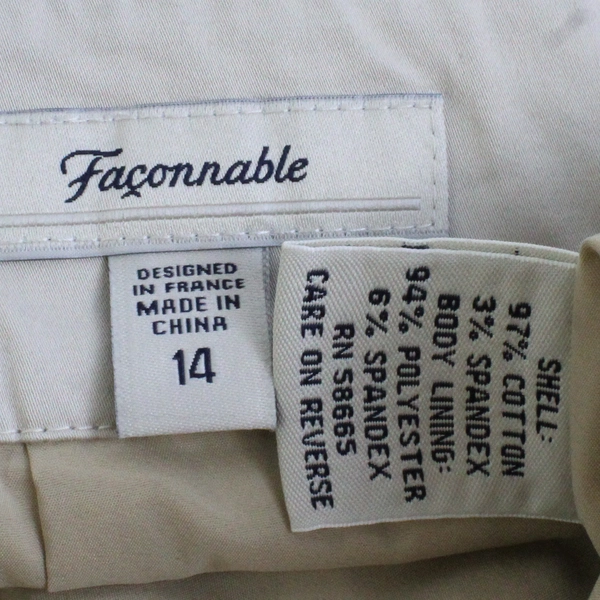 Façonnable
DESIGNED
IN FRANCE
MADE IN
CHINA
14
SHELL:
97% COTTON
3% SPANDEX
BODY LINING:
94% POLYESTER
6% SPANDEX
RN 58665
CARE ON REVERSE